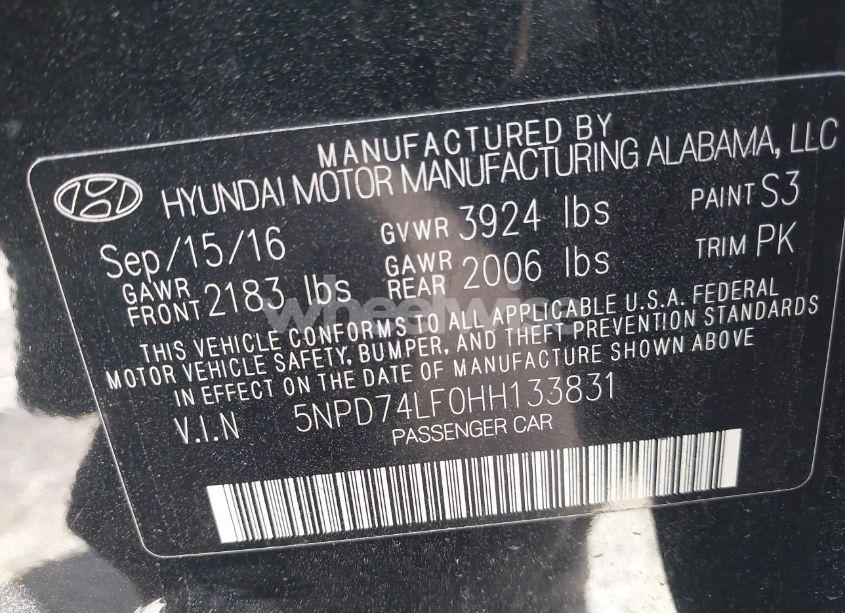 MANUFACTURED BY
HYUNDAI MOTOR MANUFACTURING ALABAMA, LLC
Sep/15/16 GVWR 3924 lbs PAINT S3
GAWR FRONT 2183 lbs GAWR REAR 2006 lbs TRIM PK
THIS VEHICLE CONFORMS TO ALL APPLICABLE U.S.A. FEDERAL
MOTOR VEHICLE SAFETY, BUMPER, AND THEFT PREVENTION STANDARDS
IN EFFECT ON THE DATE OF MANUFACTURE SHOWN ABOVE
V.I.N 5NPD74LF0HH133831
PASSENGER CAR